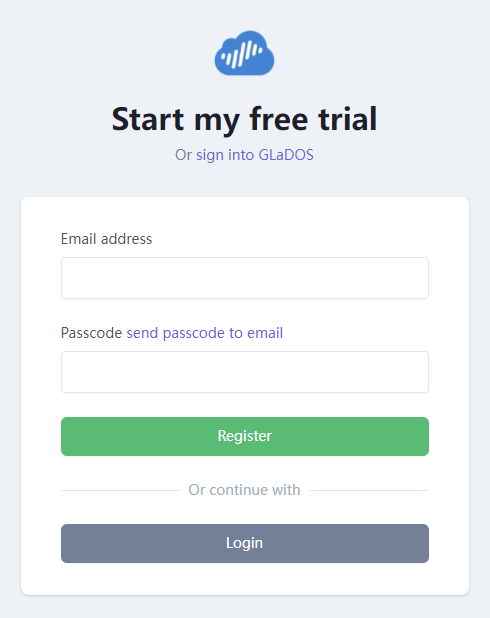 Start my free trial
Or sign into GLaDOS
Email address
Passcode send passcode to email
Register
Or continue with
Login